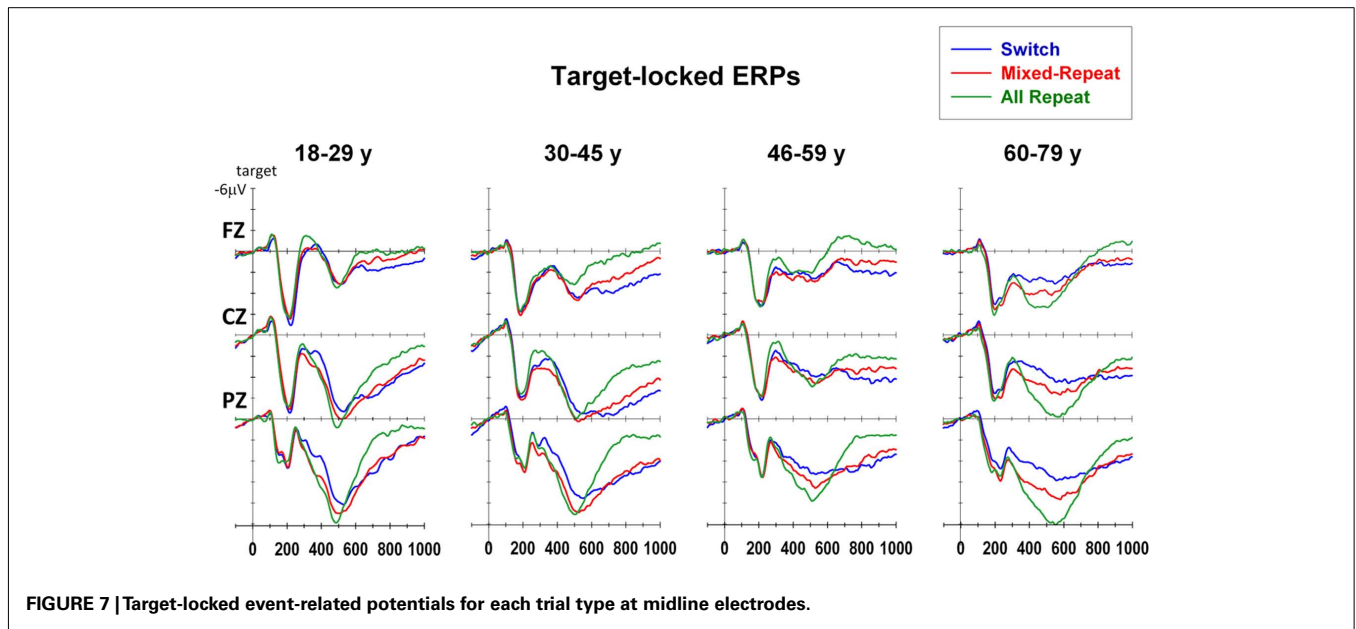 Switch
Mixed-Repeat
All Repeat
Target-locked ERPs
18-29 y 30-45 y 46-59 y 60-79 y
target
-6μV
FZ
CZ
PZ
0 200 400 600 800 1000 0 200 400 600 800 1000 0 200 400 600 800 1000 0 200 400 600 800 1000
FIGURE 7 | Target-locked event-related potentials for each trial type at midline electrodes.